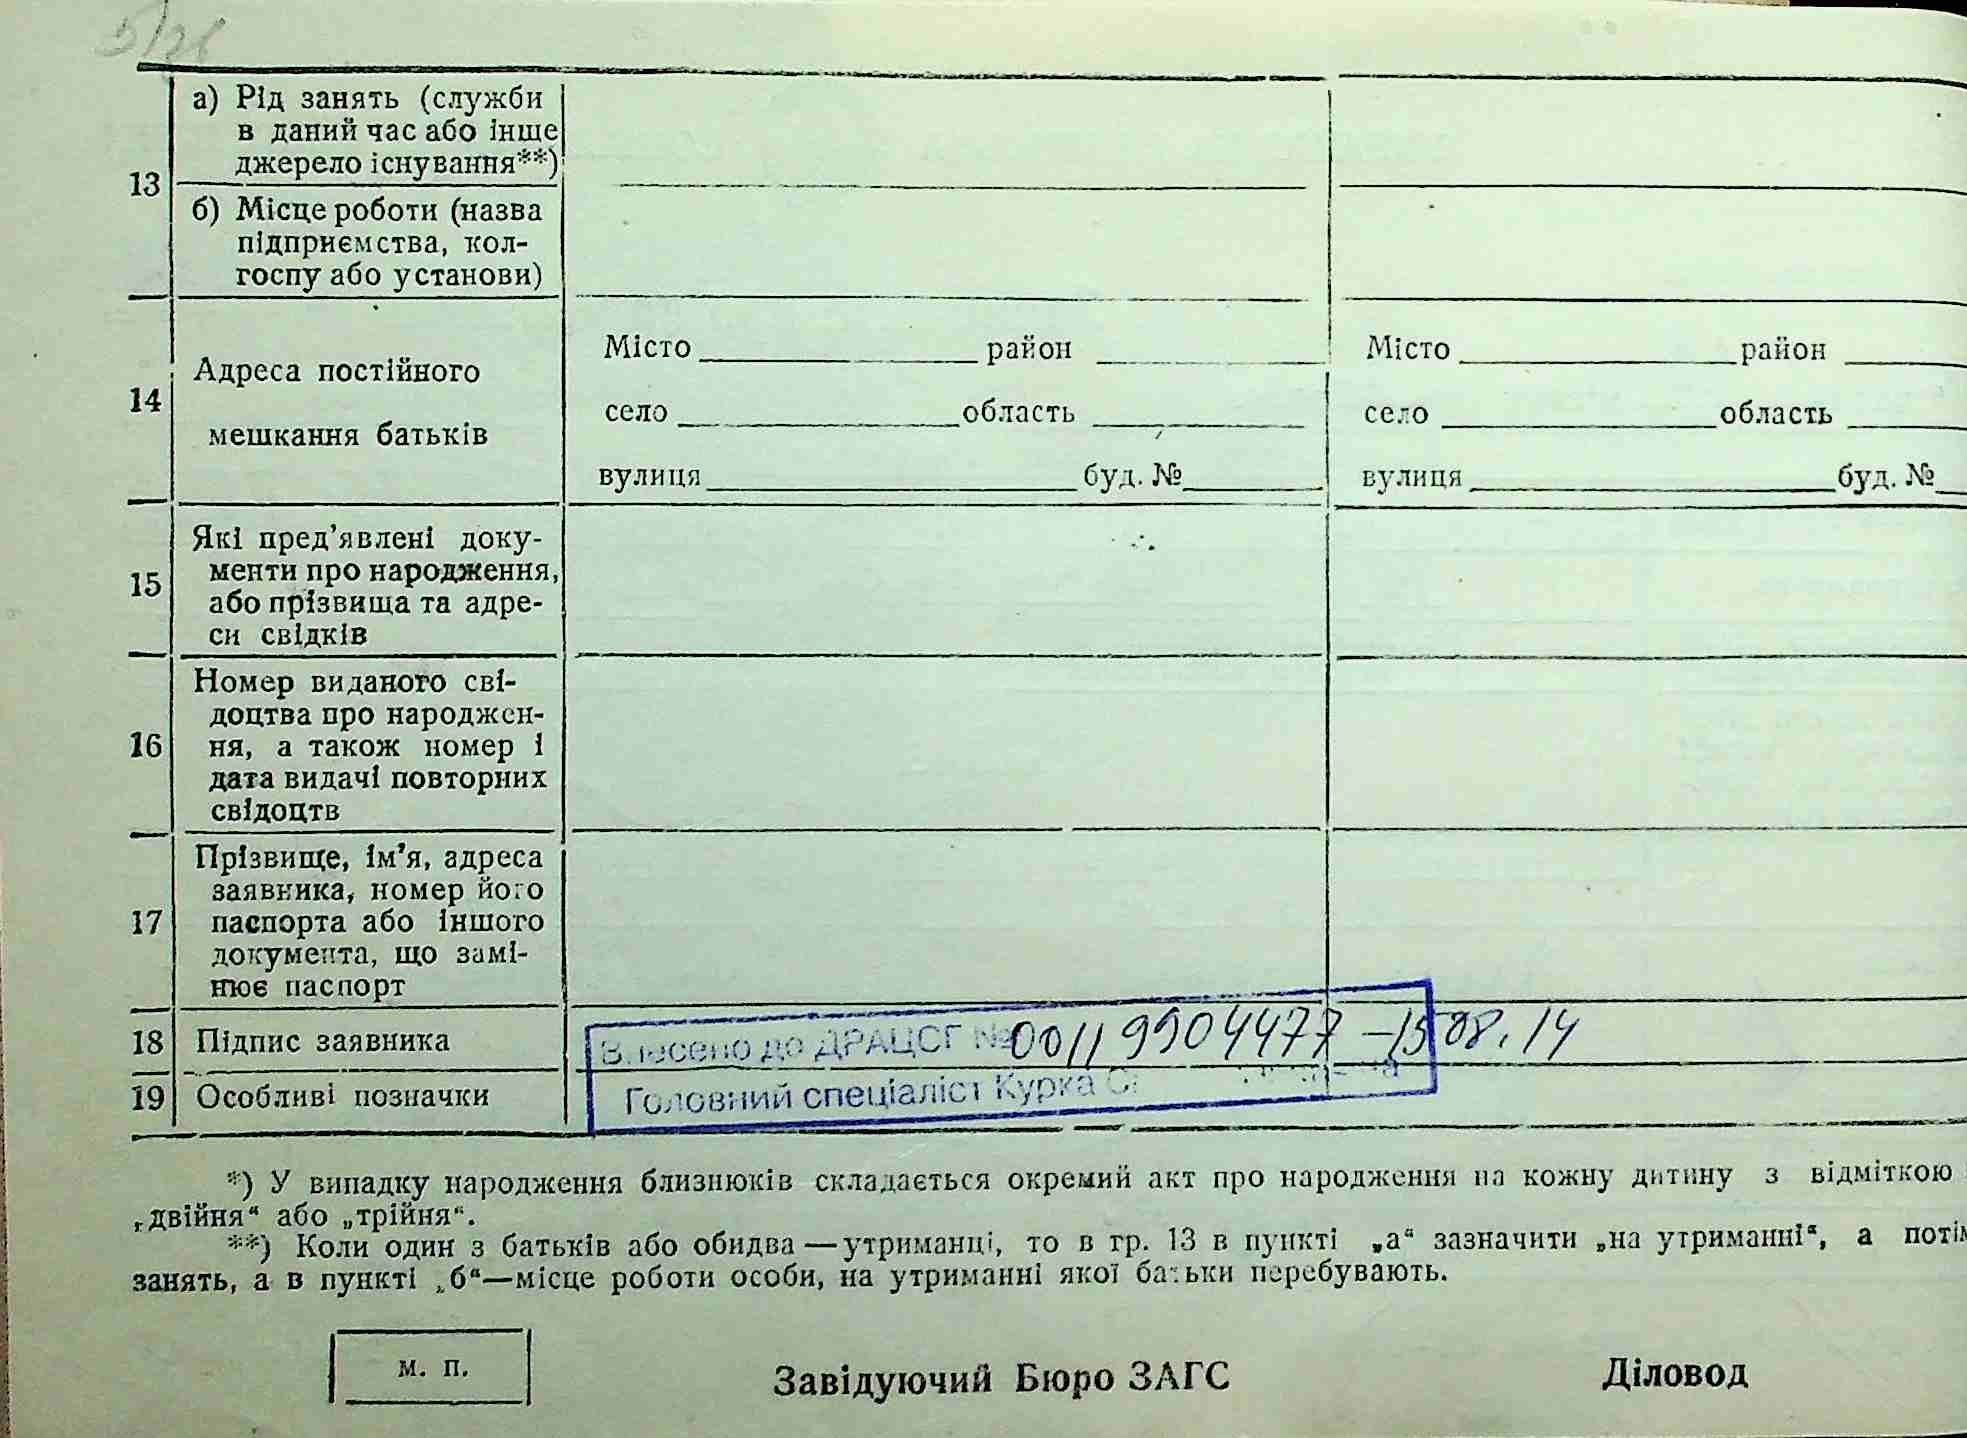 13
а) Рід занять (служби
в даний час або інше
джерело існування**)
б) Місце роботи (назва
підприємства, кол-
госпу або установи)
14
Адреса постійного
мешкання батьків
Місто район
село область
вулиця буд. №
Місто район
село область
вулиця буд. №
15
Які пред’явлені доку-
менти про народження,
або прізвища та адре-
си свідків
16
Номер виданого сві-
доцтва про народжен-
ня, а також номер і
дата видачі повторних
свідоцтв
17
Прізвище, ім’я, адреса
заявника, номер його
паспорта або іншого
документа, що замі-
нює паспорт
18 Підпис заявника
Внесено до ДРАЦСГ № 00119904477 – 15 08. 14
19 Особливі позначки
Головний спеціаліст Курка
*) У випадку народження близнюків складається окремий акт про народження на кожну дитину з відміткою
„двійня“ або „трійня“.
**) Коли один з батьків або обидва — утриманці, то в гр. 13 в пункті „а“ зазначити „на утриманні“, а потім
занять, а в пункті „б“—місце роботи особи, на утриманні якої батьки перебувають.
м. п.
Завідуючий Бюро ЗАГС
Діловод